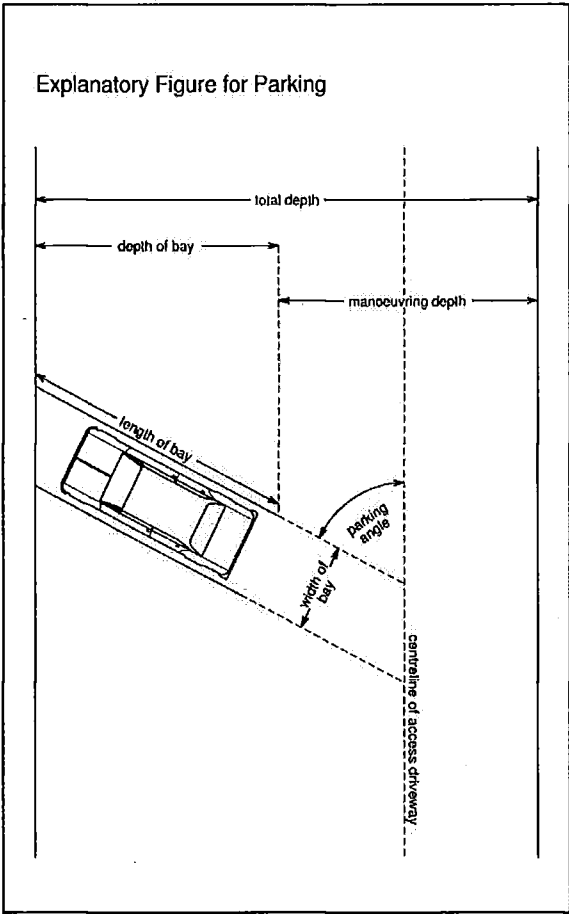 Explanatory Figure for Parking
total depth
depth of bay
manoeuvring depth
length of bay
parking
angle
width of
bay
centreline of access driveway